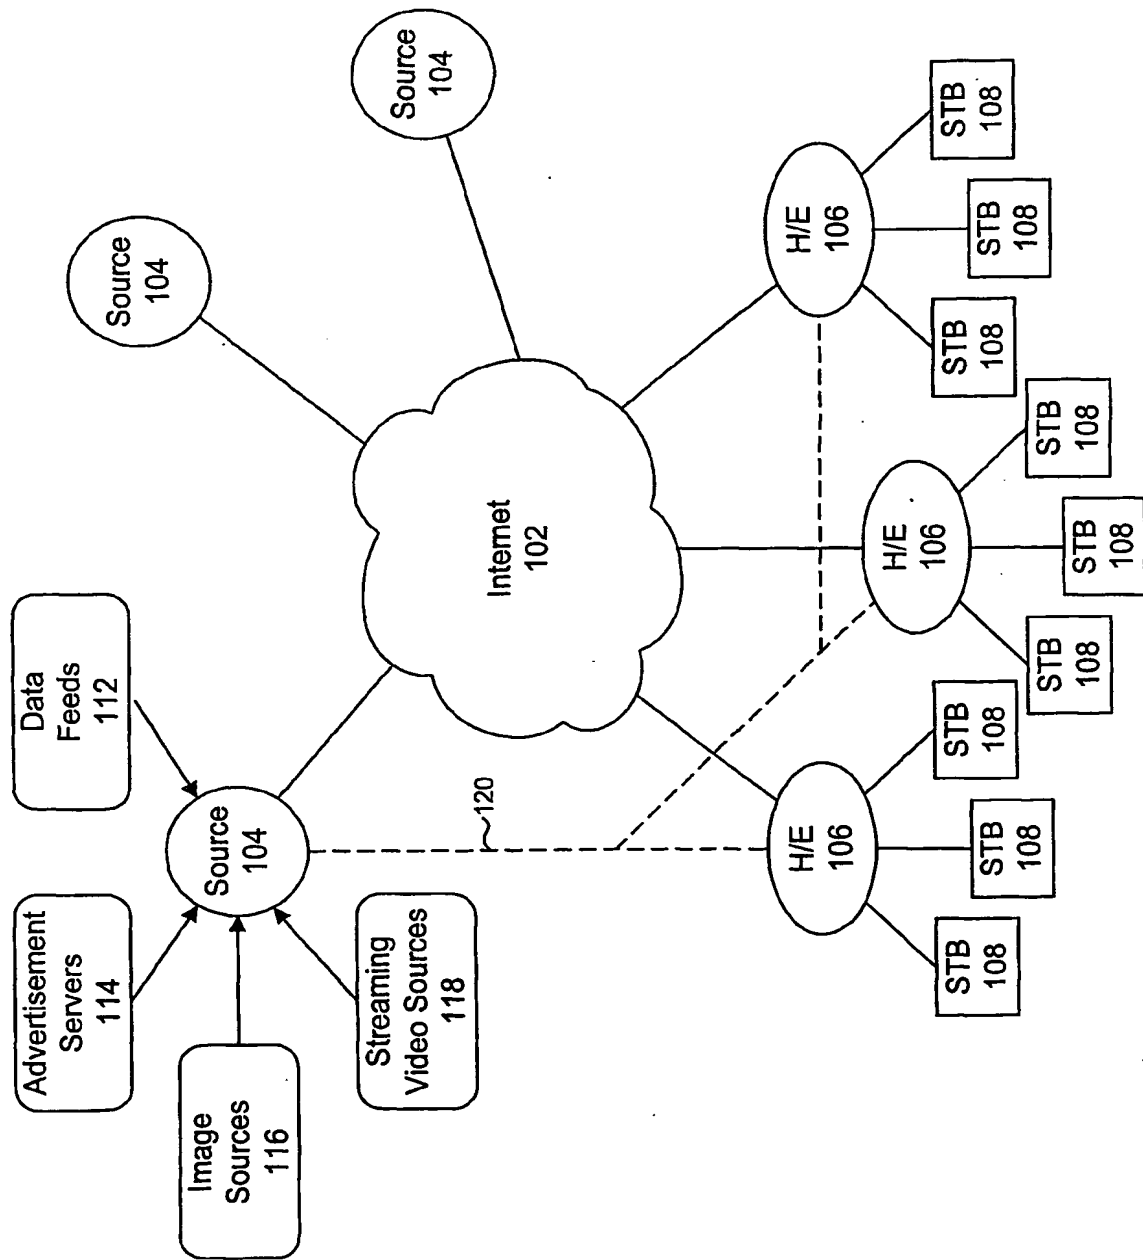 Advertisement
Servers
114
Data
Feeds
112
Image
Sources
116
Streaming
Video Sources
118
Source
104
Source
104
Source
104
120
Internet
102
H/E
106
H/E
106
H/E
106
STB
108
STB
108
STB
108
STB
108
STB
108
STB
108
STB
108
STB
108
STB
108